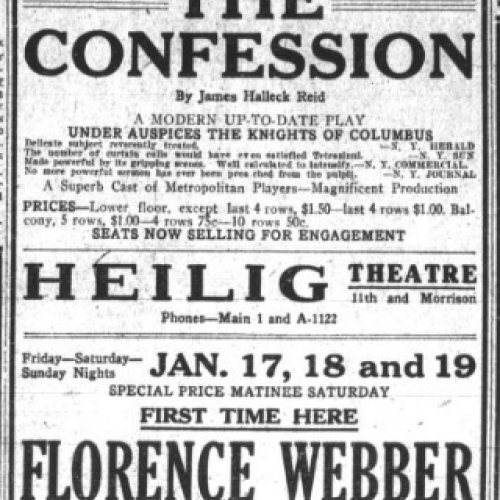 THE
CONFESSION
By James Halleck Reid
A MODERN UP-TO-DATE PLAY
UNDER AUSPICES THE KNIGHTS OF COLUMBUS
Delicate subject reverently treated. —N. Y. HERALD
The number of curtain calls would have even satisfied Tetrazini. —N. Y. SUN
Made powerful by its gripping scenes. Well calculated to intensify.—N. Y. COMMERCIAL.
No more powerful sermon has ever been preached from the pulpit. —N. Y. JOURNAL
A Superb Cast of Metropolitan Players—Magnificent Production
PRICES—Lower floor, except last 4 rows, $1.50—last 4 rows $1.00. Bal-
cony, 5 rows, $1.00—4 rows 75c—10 rows 50c.
SEATS NOW SELLING FOR ENGAGEMENT
HEILIG THEATRE
11th and Morrison
Phones—Main 1 and A-1122
Friday—Saturday—
Sunday Nights JAN. 17, 18 and 19
SPECIAL PRICE MATINEE SATURDAY
FIRST TIME HERE
FLORENCE WEBBER